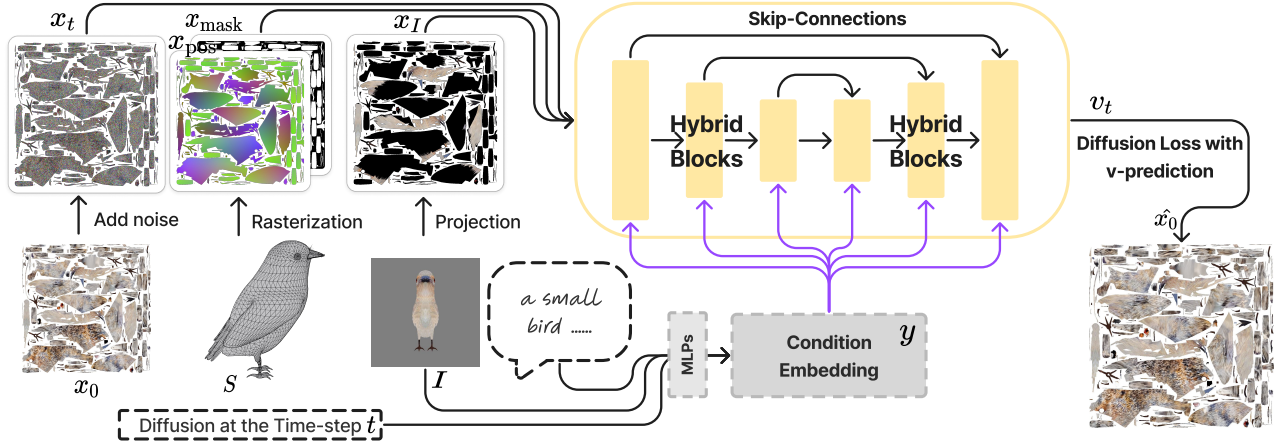 x_t
x_mask
x_pos
x_I
Skip-Connections
Hybrid
Blocks
Hybrid
Blocks
v_t
Diffusion Loss with
v-prediction
Add noise
Rasterization
Projection
x̂_0
a small
bird ......
MLPs
Condition
Embedding
y
x_0
S
I
Diffusion at the Time-step t